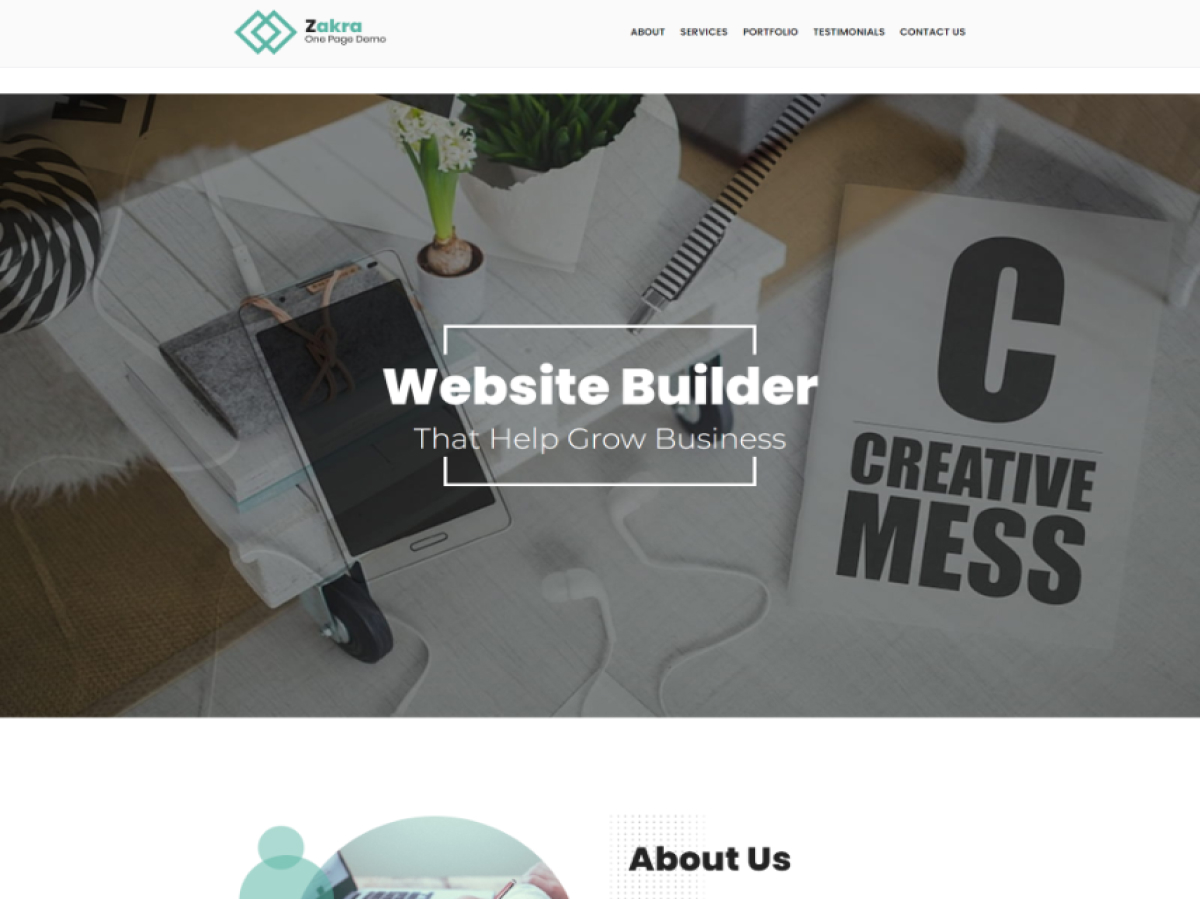 Zakra
One Page Demo
ABOUT SERVICES PORTFOLIO TESTIMONIALS CONTACT US
A
C
CREATIVE
MESS
Website Builder
That Help Grow Business
About Us